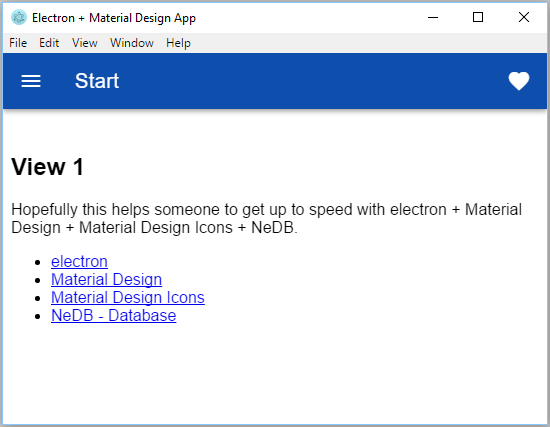 Electron + Material Design App
File Edit View Window Help
Start
View 1
Hopefully this helps someone to get up to speed with electron + Material
Design + Material Design Icons + NeDB.
electron
Material Design
Material Design Icons
NeDB - Database